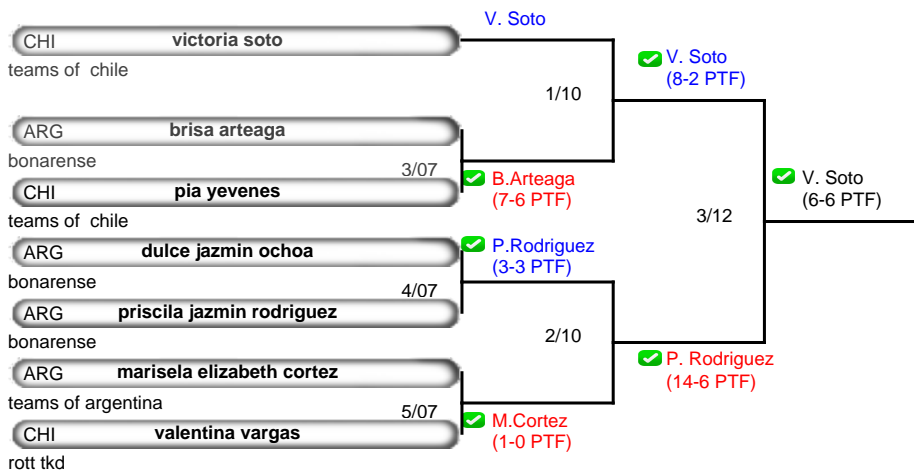 V. Soto
CHI victoria soto
teams of chile
V. Soto
(8-2 PTF)
1/10
ARG brisa arteaga
bonarense
3/07
B.Arteaga
(7-6 PTF)
CHI pia yevenes
teams of chile
V. Soto
(6-6 PTF)
3/12
ARG dulce jazmin ochoa
bonarense
P.Rodriguez
(3-3 PTF)
4/07
ARG priscila jazmin rodriguez
bonarense
2/10
P. Rodriguez
(14-6 PTF)
ARG marisela elizabeth cortez
teams of argentina
5/07
M.Cortez
(1-0 PTF)
CHI valentina vargas
rott tkd